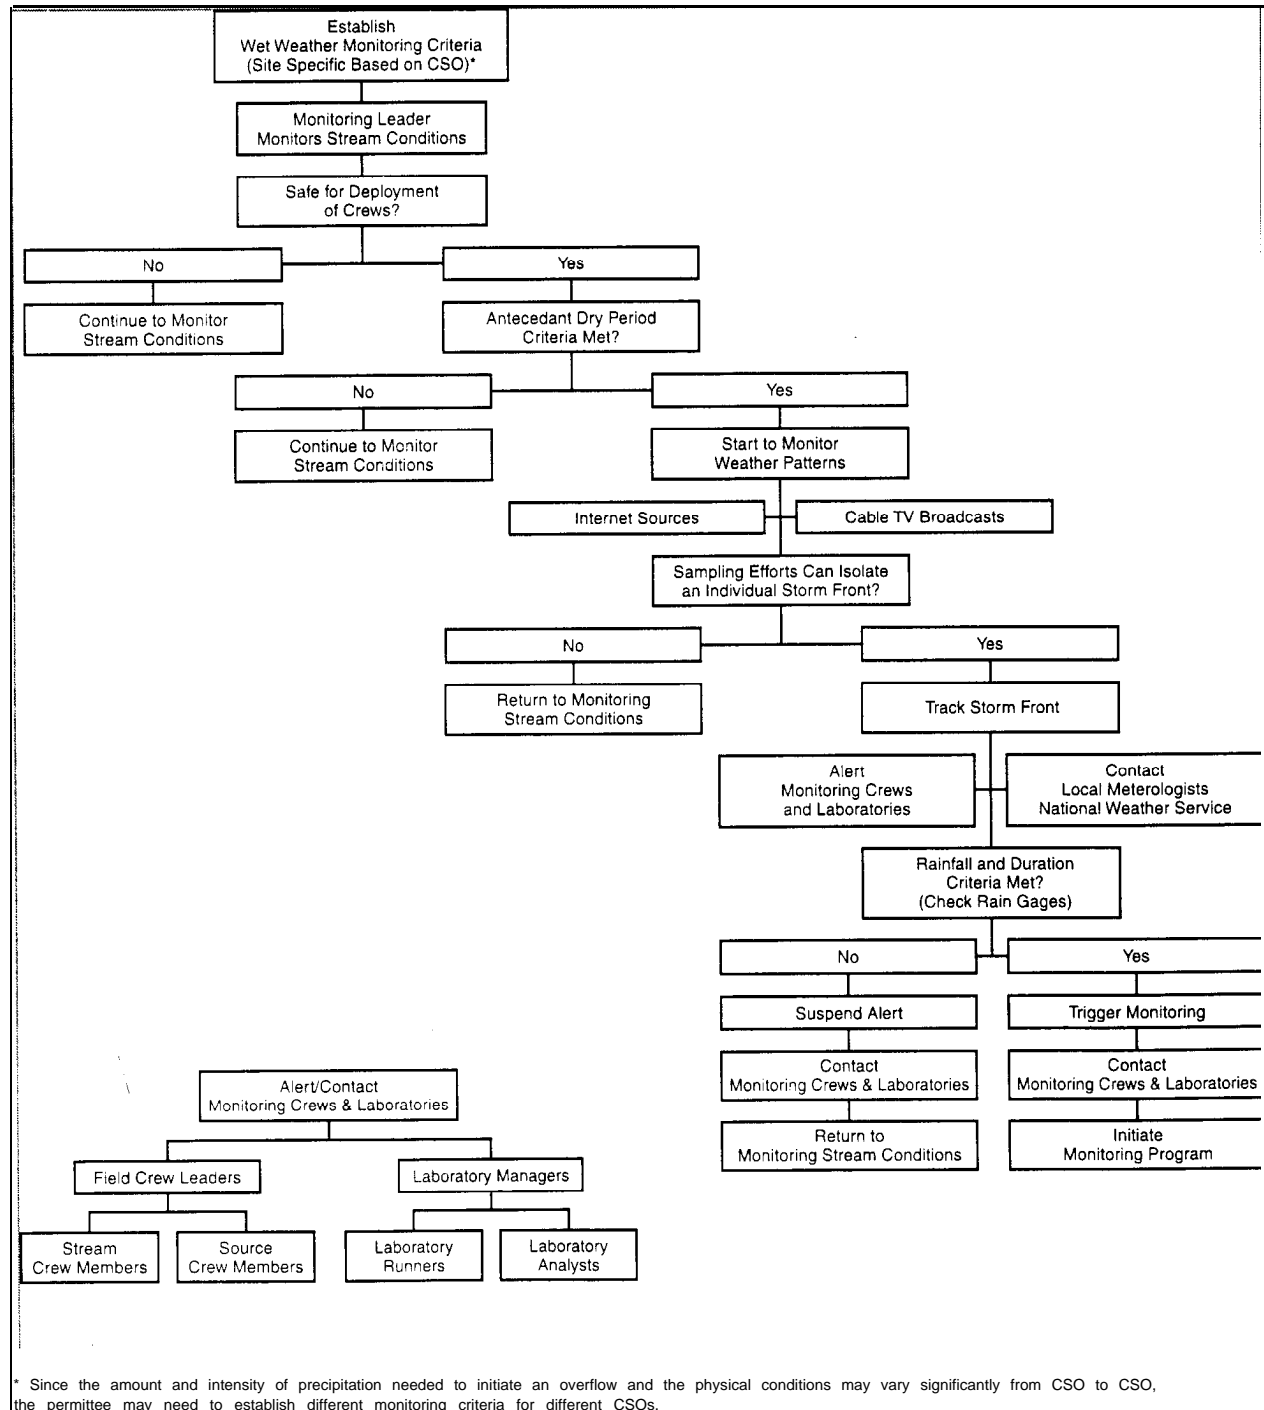 Establish
Wet Weather Monitoring Criteria
(Site Specific Based on CSO)*
Monitoring Leader
Monitors Stream Conditions
Safe for Deployment
of Crews?
No
Yes
Continue to Monitor
Stream Conditions
Antecedant Dry Period
Criteria Met?
No
Yes
Continue to Monitor
Stream Conditions
Start to Monitor
Weather Patterns
Internet Sources
Cable TV Broadcasts
Sampling Efforts Can Isolate
an Individual Storm Front?
No
Yes
Return to Monitoring
Stream Conditions
Track Storm Front
Alert
Monitoring Crews
and Laboratories
Contact
Local Meterologists
National Weather Service
Rainfall and Duration
Criteria Met?
(Check Rain Gages)
No
Yes
Suspend Alert
Trigger Monitoring
Contact
Monitoring Crews & Laboratories
Contact
Monitoring Crews & Laboratories
Return to
Monitoring Stream Conditions
Initiate
Monitoring Program
Alert/Contact
Monitoring Crews & Laboratories
Field Crew Leaders
Laboratory Managers
Stream
Crew Members
Source
Crew Members
Laboratory
Runners
Laboratory
Analysts
* Since the amount and intensity of precipitation needed to initiate an overflow and the physical conditions may vary significantly from CSO to CSO,
the permittee may need to establish different monitoring criteria for different CSOs.